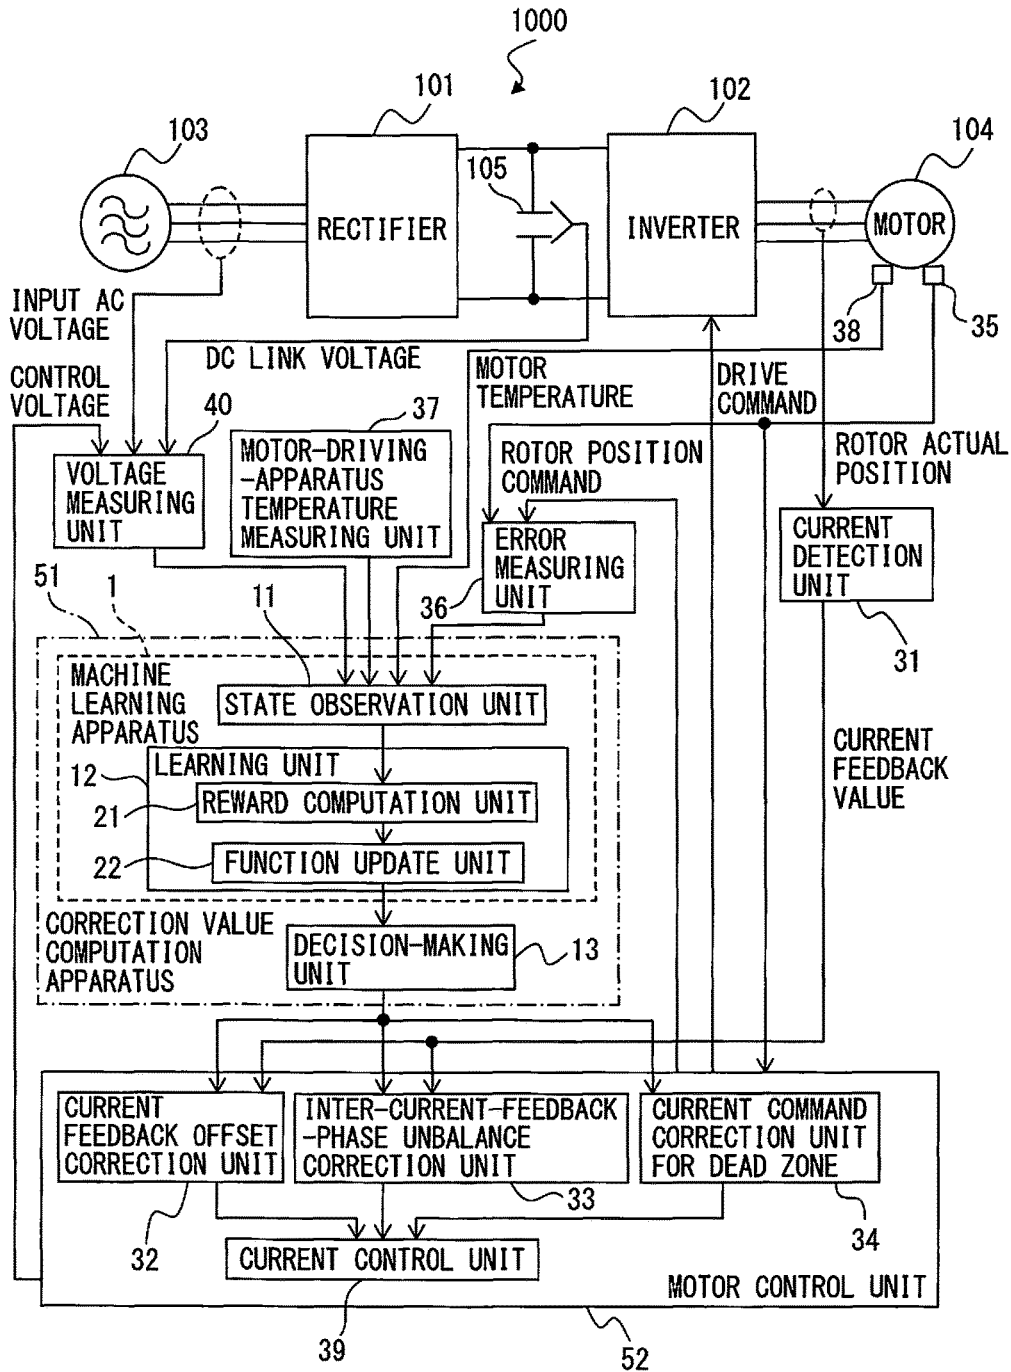 1000
101
102
103
104
105
RECTIFIER
INVERTER
MOTOR
INPUT AC
VOLTAGE
38
35
DC LINK VOLTAGE
MOTOR
TEMPERATURE
DRIVE
COMMAND
CONTROL
VOLTAGE
40
37
VOLTAGE
MEASURING
UNIT
MOTOR-DRIVING
-APPARATUS
TEMPERATURE
MEASURING UNIT
ROTOR POSITION
COMMAND
ROTOR ACTUAL
POSITION
ERROR
MEASURING
UNIT
36
CURRENT
DETECTION
UNIT
31
51
1
11
MACHINE
LEARNING
APPARATUS
STATE OBSERVATION UNIT
12
LEARNING UNIT
21
REWARD COMPUTATION UNIT
22
FUNCTION UPDATE UNIT
CURRENT
FEEDBACK
VALUE
CORRECTION VALUE
COMPUTATION
APPARATUS
DECISION-MAKING
UNIT
13
CURRENT
FEEDBACK OFFSET
CORRECTION UNIT
INTER-CURRENT-FEEDBACK
-PHASE UNBALANCE
CORRECTION UNIT
CURRENT COMMAND
CORRECTION UNIT
FOR DEAD ZONE
32
33
34
CURRENT CONTROL UNIT
MOTOR CONTROL UNIT
39
52